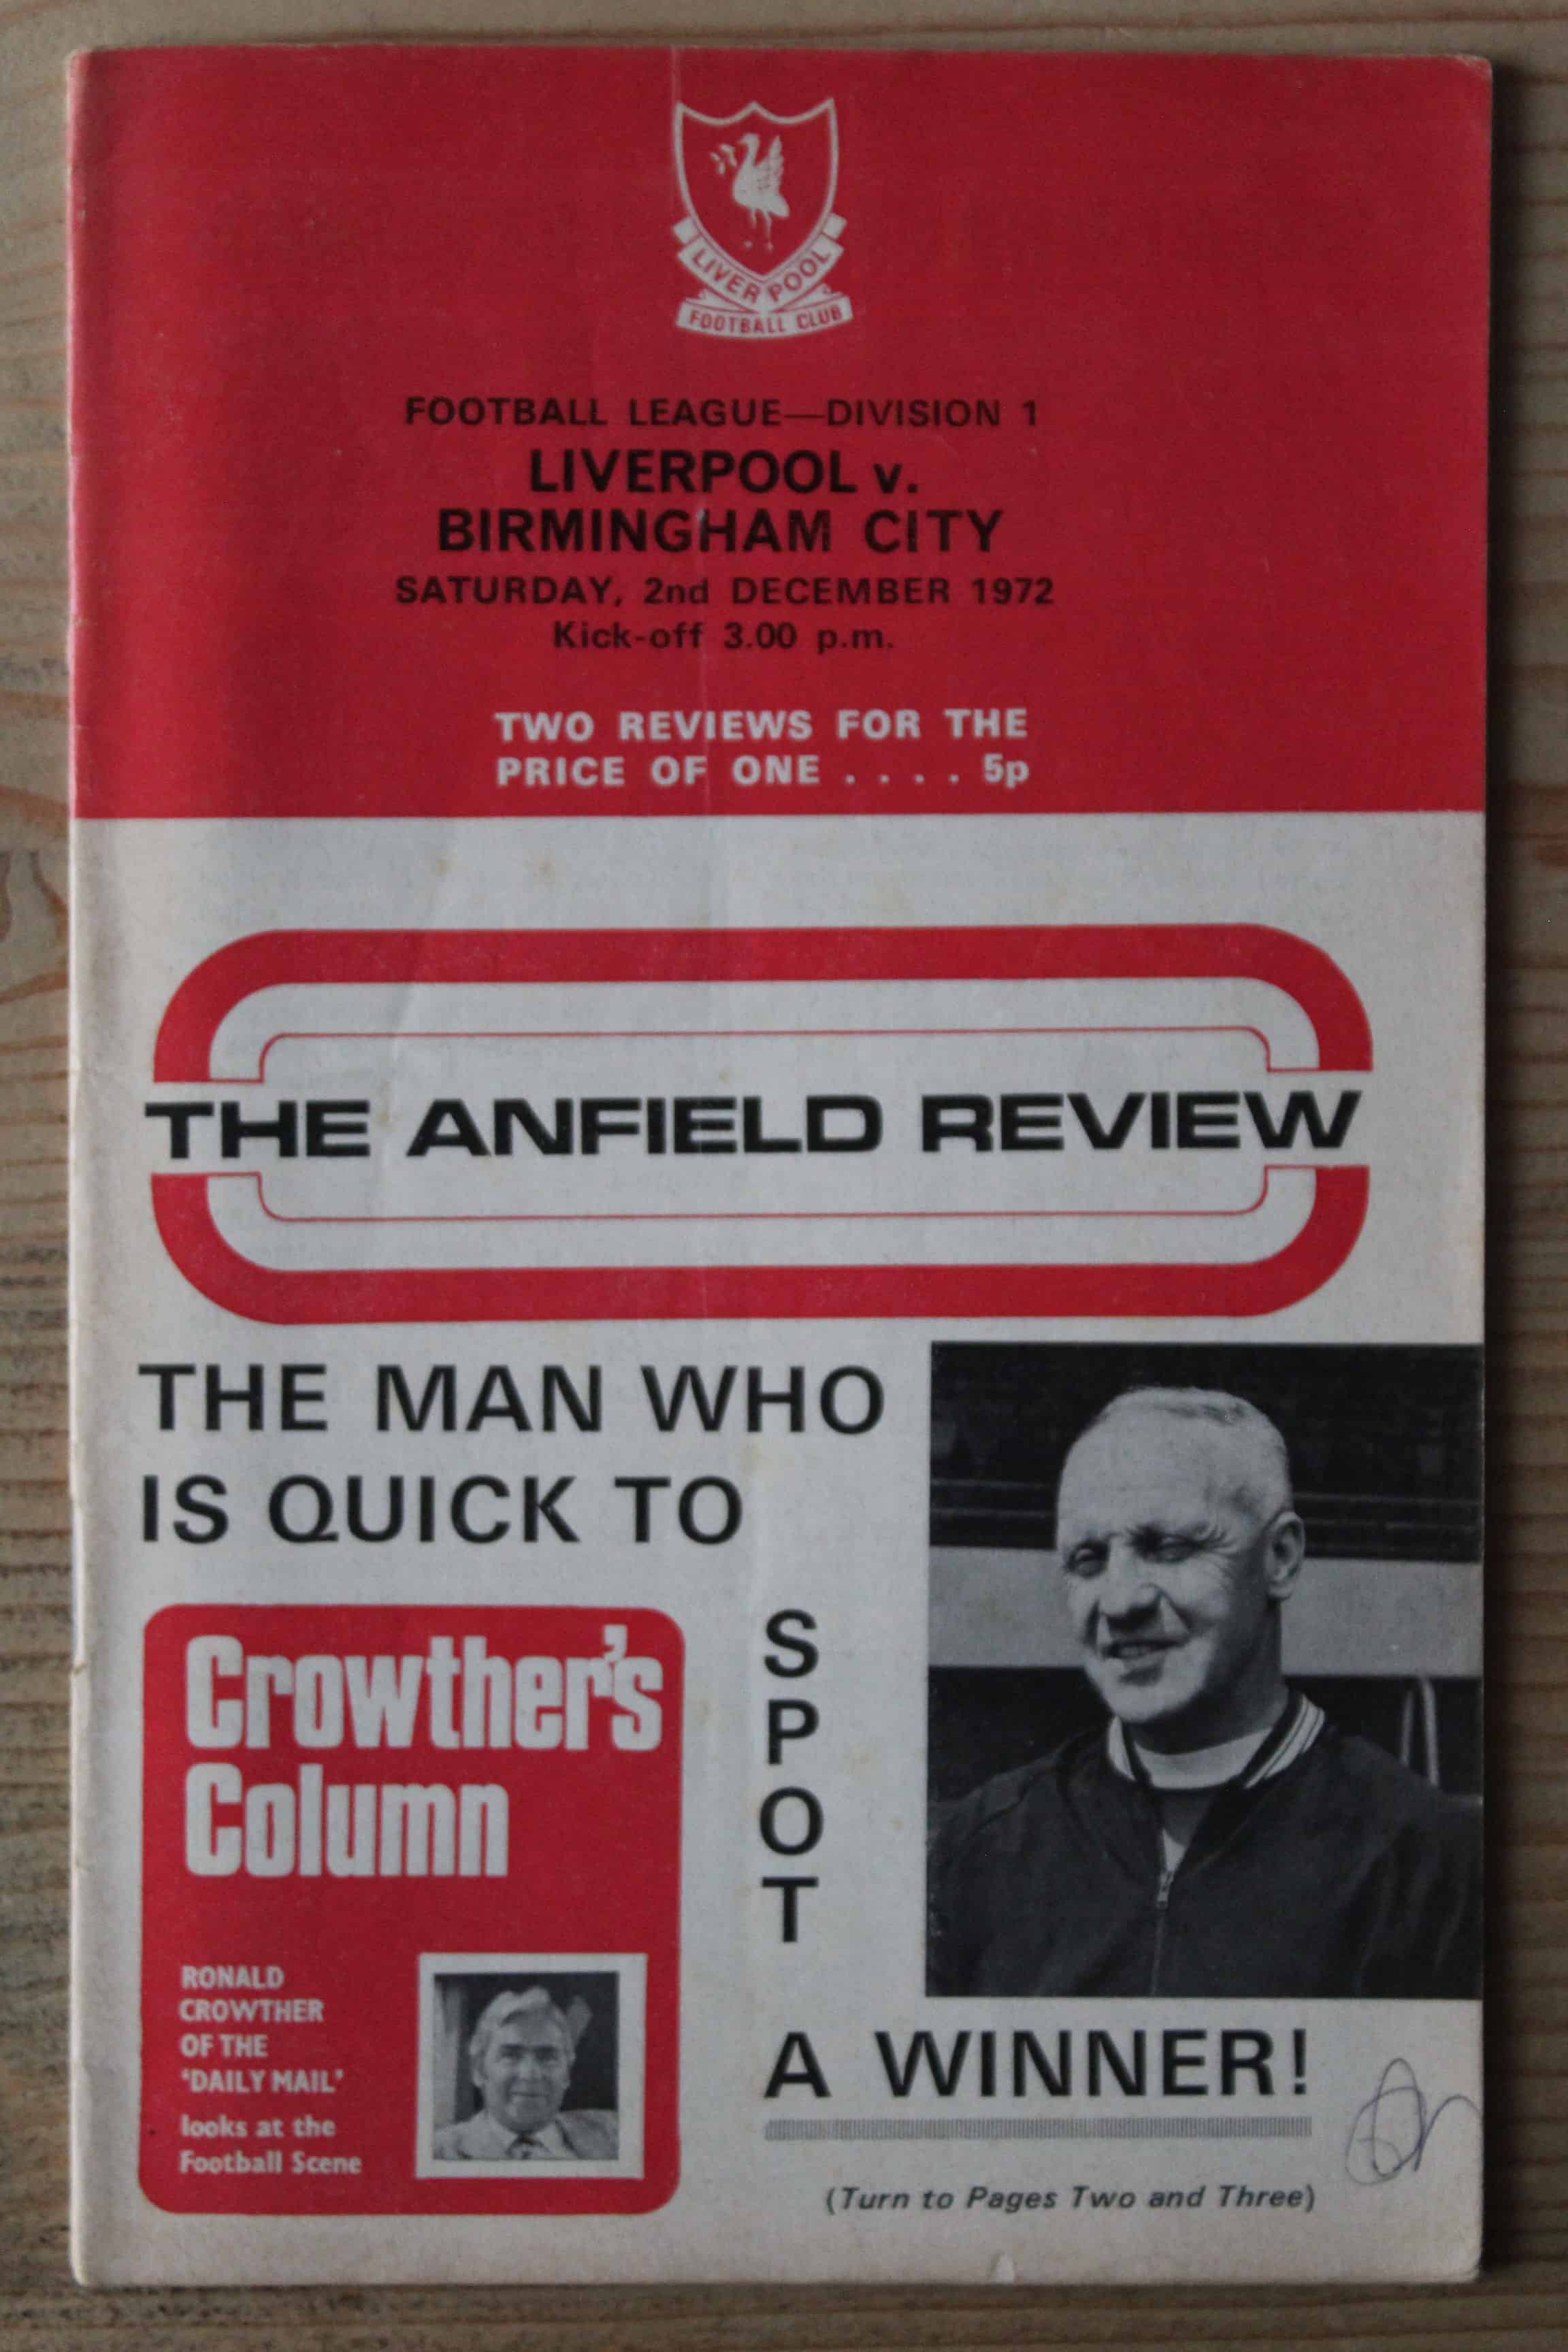 LIVERPOOL
FOOTBALL CLUB
FOOTBALL LEAGUE—DIVISION 1
LIVERPOOL v.
BIRMINGHAM CITY
SATURDAY, 2nd DECEMBER 1972
Kick-off 3.00 p.m.
TWO REVIEWS FOR THE
PRICE OF ONE . . . . 5p
THE ANFIELD REVIEW
THE MAN WHO
IS QUICK TO
SPOT
A WINNER!
(Turn to Pages Two and Three)
Crowther's
Column
RONALD
CROWTHER
OF THE
'DAILY MAIL'
looks at the
Football Scene